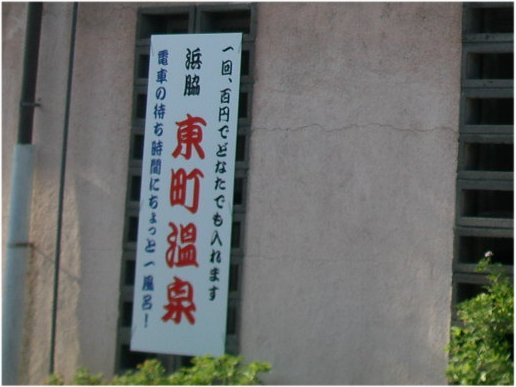 一回、百円でどなたでも入れます
浜脇
東町温泉
電車の待ち時間にちょっと一風呂!